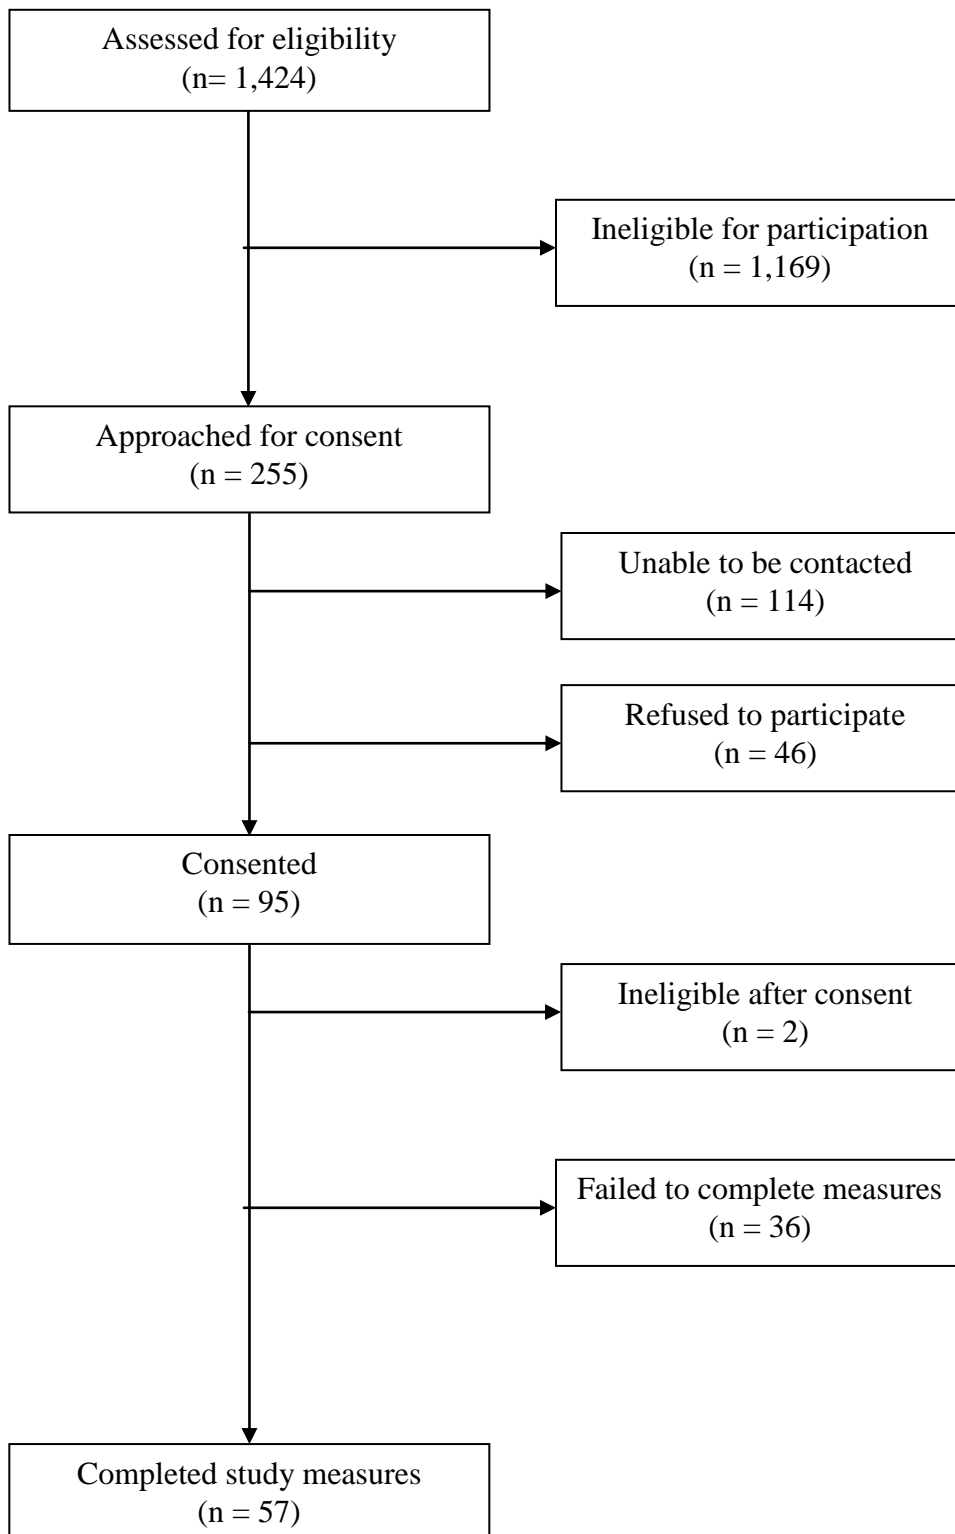 Assessed for eligibility
(n= 1,424)
Ineligible for participation
(n = 1,169)
Approached for consent
(n = 255)
Unable to be contacted
(n = 114)
Refused to participate
(n = 46)
Consented
(n = 95)
Ineligible after consent
(n = 2)
Failed to complete measures
(n = 36)
Completed study measures
(n = 57)